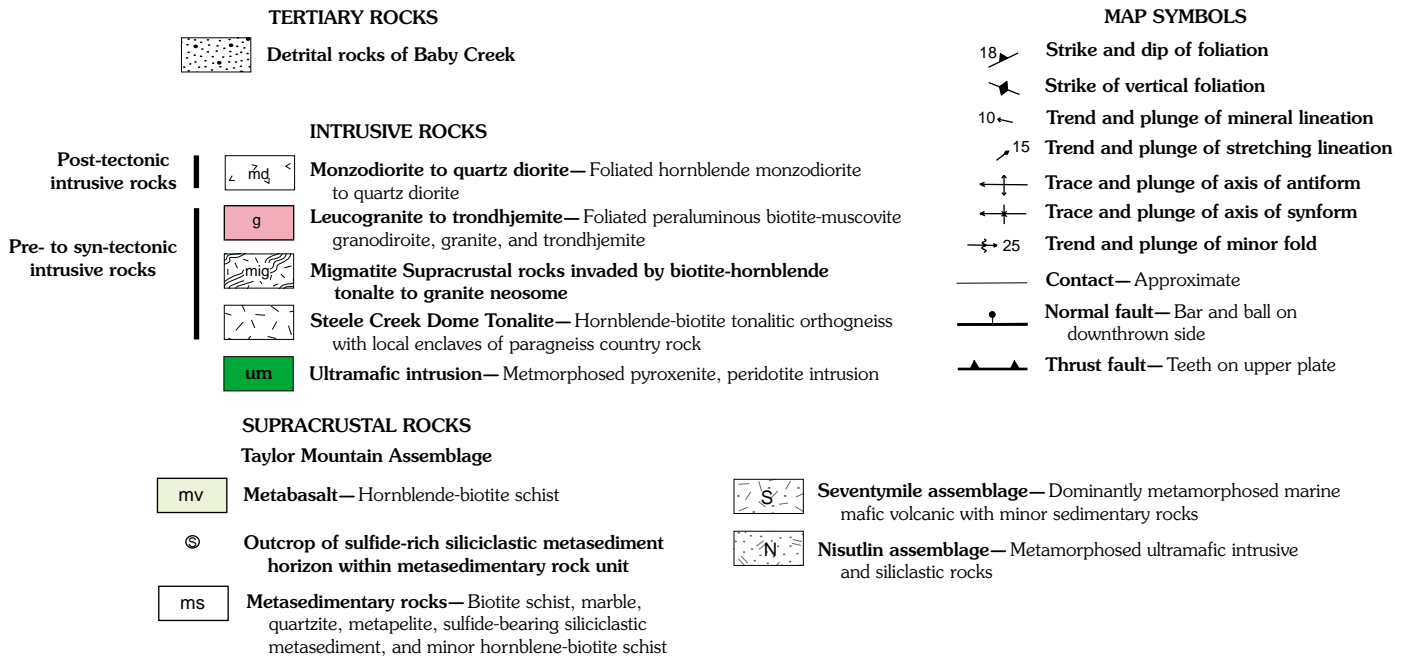 TERTIARY ROCKS
Detrital rocks of Baby Creek
INTRUSIVE ROCKS
Post-tectonic
intrusive rocks
md
Monzodiorite to quartz diorite—Foliated hornblende monzodiorite
to quartz diorite
Pre- to syn-tectonic
intrusive rocks
g
Leucogranite to trondhjemite—Foliated peraluminous biotite-muscovite
granodiroite, granite, and trondhjemite
mig
Migmatite Supracrustal rocks invaded by biotite-hornblende
tonalte to granite neosome
Steele Creek Dome Tonalite—Hornblende-biotite tonalitic orthogneiss
with local enclaves of paragneiss country rock
um
Ultramafic intrusion—Metmorphosed pyroxenite, peridotite intrusion
SUPRACRUSTAL ROCKS
Taylor Mountain Assemblage
mv
Metabasalt—Hornblende-biotite schist
S
Outcrop of sulfide-rich siliciclastic metasediment
horizon within metasedimentary rock unit
ms
Metasedimentary rocks—Biotite schist, marble,
quartzite, metapelite, sulfide-bearing siliciclastic
metasediment, and minor hornblene-biotite schist
S
Seventymile assemblage—Dominantly metamorphosed marine
mafic volcanic with minor sedimentary rocks
N
Nisutlin assemblage—Metamorphosed ultramafic intrusive
and siliclastic rocks
MAP SYMBOLS
18
Strike and dip of foliation
Strike of vertical foliation
10
Trend and plunge of mineral lineation
15
Trend and plunge of stretching lineation
Trace and plunge of axis of antiform
Trace and plunge of axis of synform
25
Trend and plunge of minor fold
Contact—Approximate
Normal fault—Bar and ball on
downthrown side
Thrust fault—Teeth on upper plate